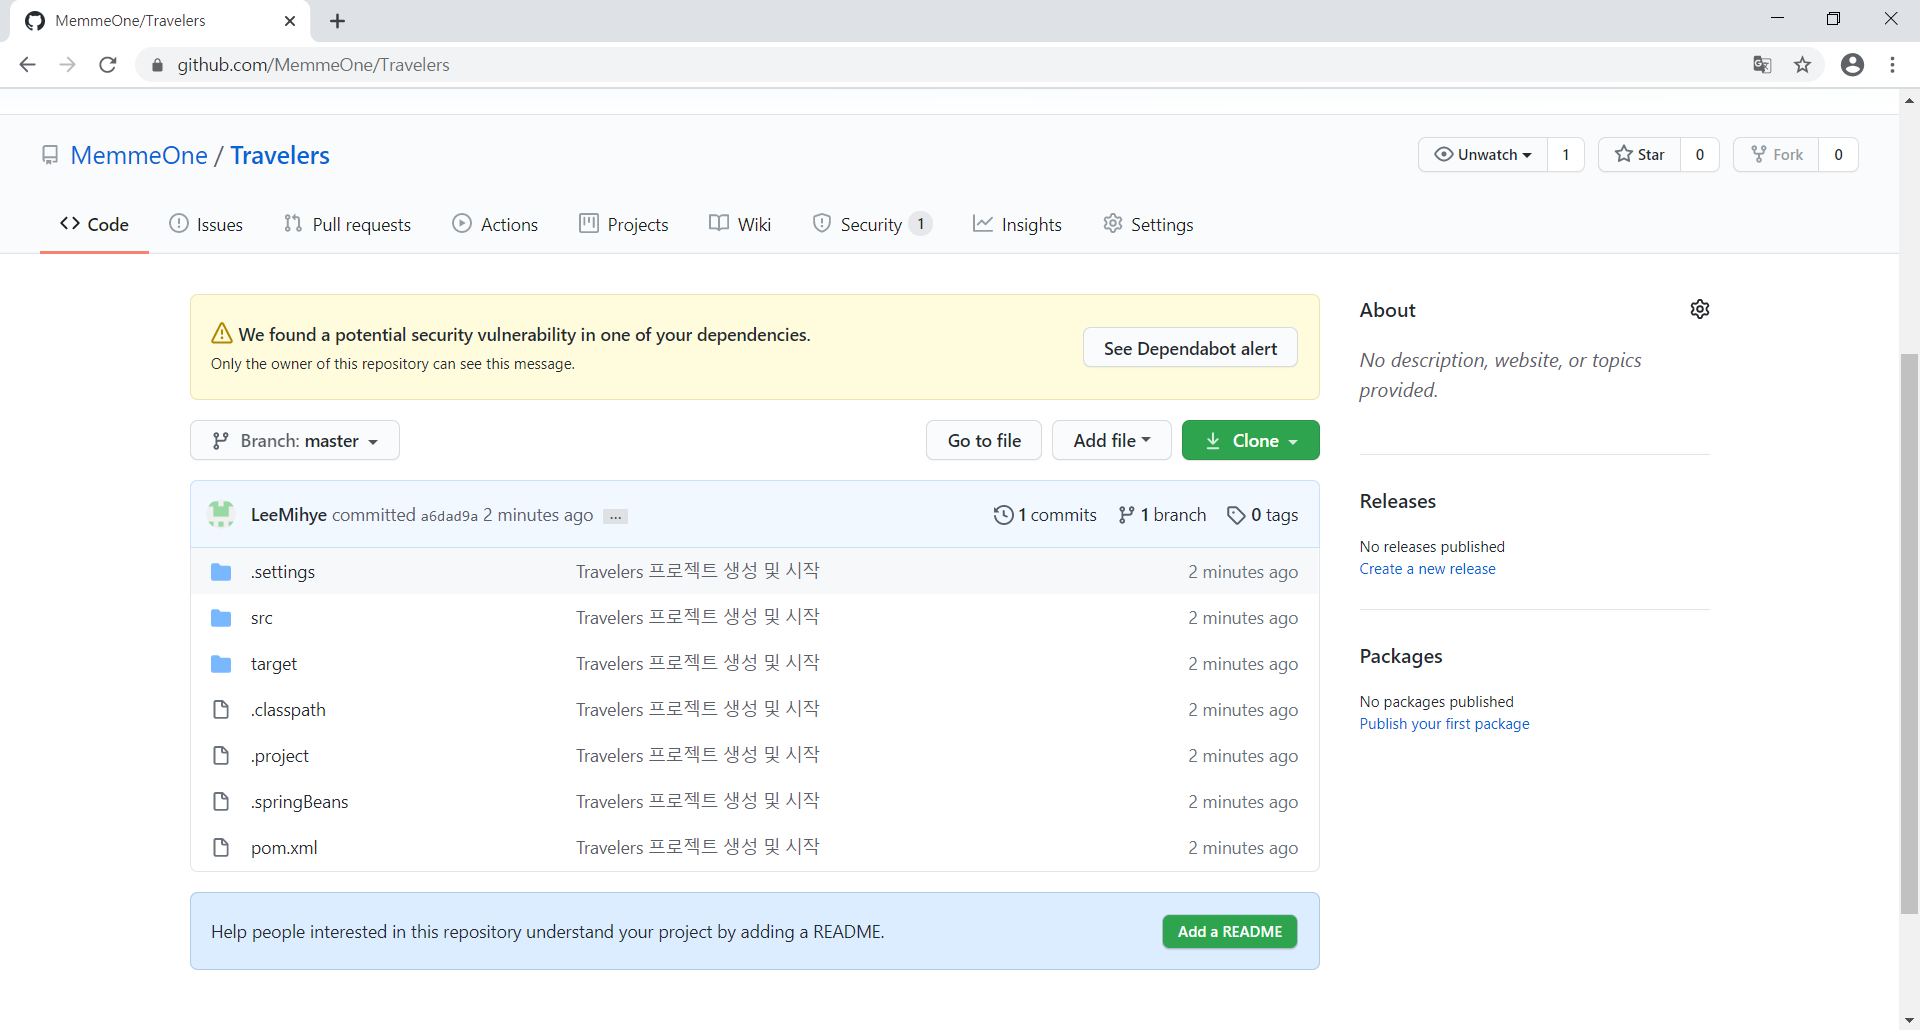 MemmeOne/Travelers
github.com/MemmeOne/Travelers
MemmeOne / Travelers
Unwatch 1 Star 0 Fork 0
Code Issues Pull requests Actions Projects Wiki Security 1 Insights Settings
We found a potential security vulnerability in one of your dependencies.
Only the owner of this repository can see this message.
See Dependabot alert
Branch: master Go to file Add file Clone
LeeMihye committed a6dad9a 2 minutes ago ... 1 commits 1 branch 0 tags
.settings Travelers 프로젝트 생성 및 시작 2 minutes ago
src Travelers 프로젝트 생성 및 시작 2 minutes ago
target Travelers 프로젝트 생성 및 시작 2 minutes ago
.classpath Travelers 프로젝트 생성 및 시작 2 minutes ago
.project Travelers 프로젝트 생성 및 시작 2 minutes ago
.springBeans Travelers 프로젝트 생성 및 시작 2 minutes ago
pom.xml Travelers 프로젝트 생성 및 시작 2 minutes ago
Help people interested in this repository understand your project by adding a README. Add a README
About
No description, website, or topics
provided.
Releases
No releases published
Create a new release
Packages
No packages published
Publish your first package